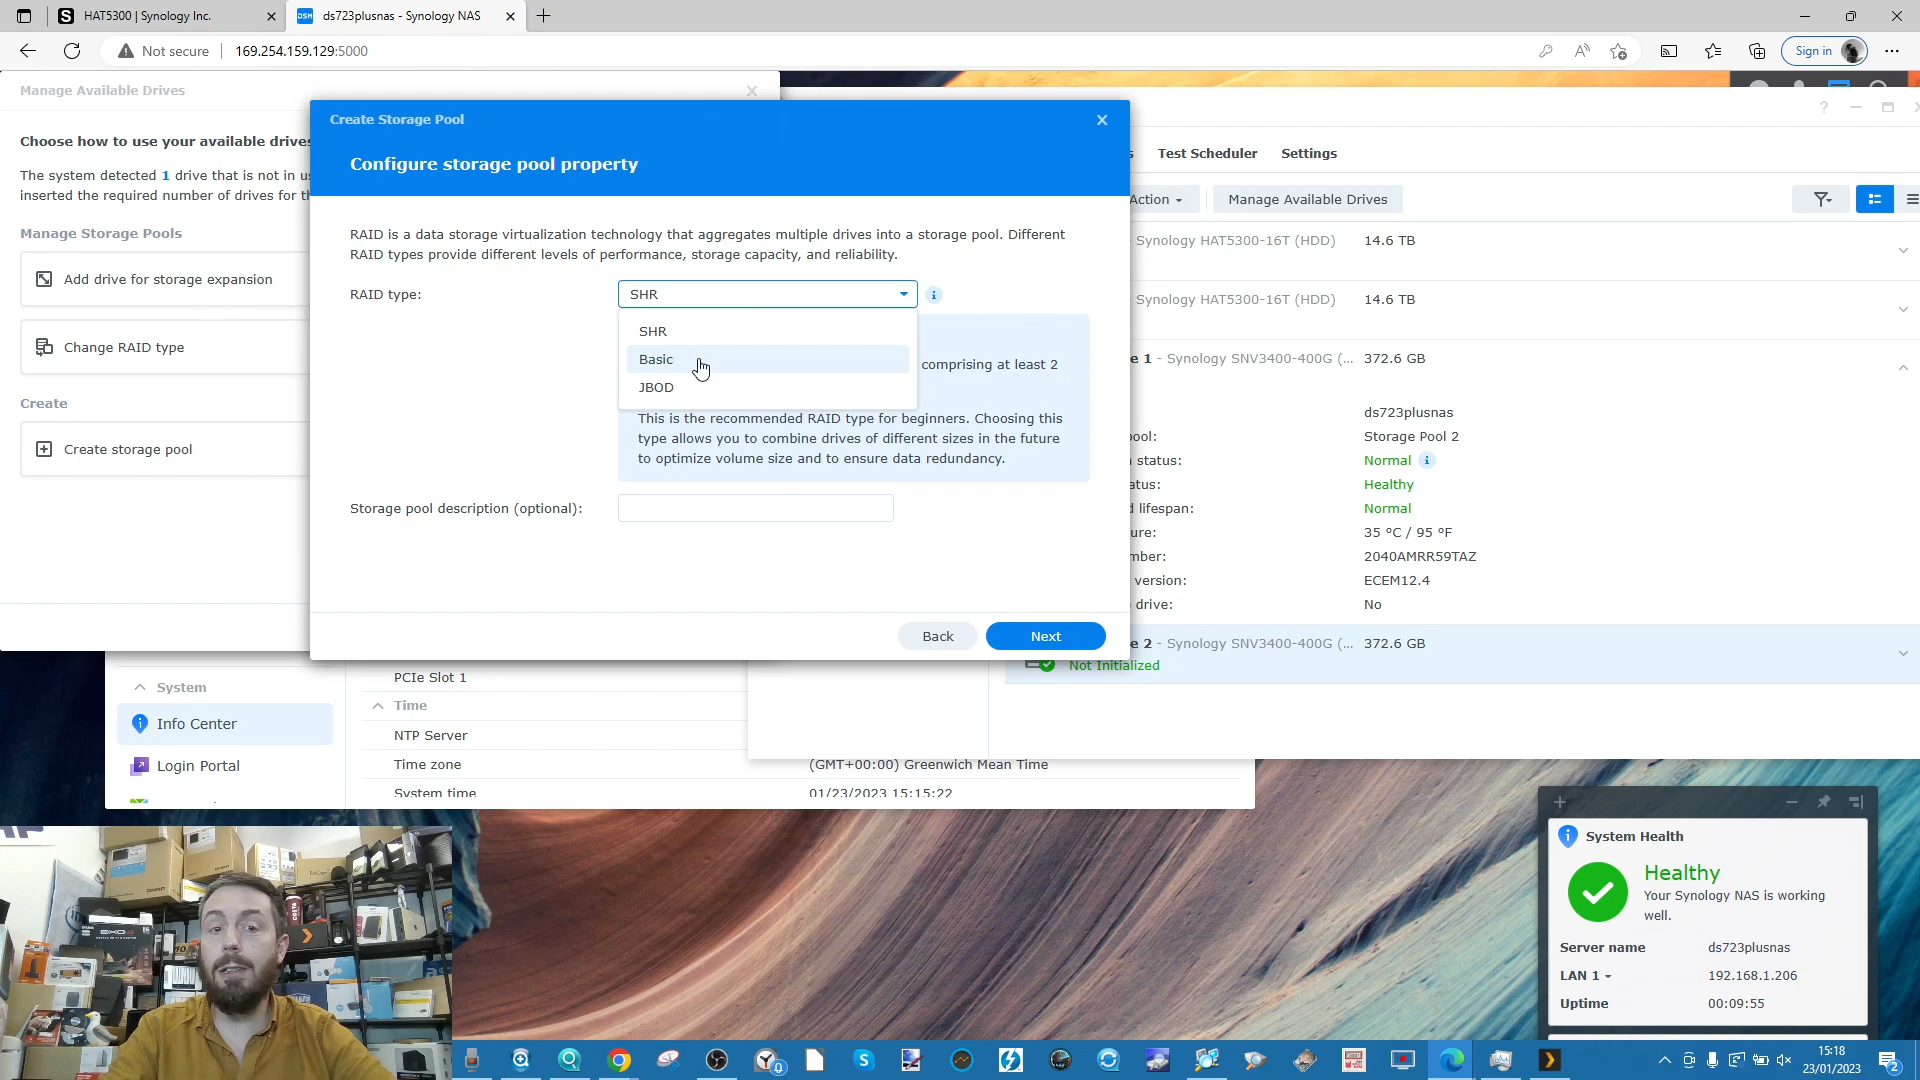 HAT5300 | Synology Inc.
ds723plusnas - Synology NAS
Not secure
169.254.159.129:5000
Sign in
Manage Available Drives
Choose how to use your available drives
The system detected 1 drive that is not in
inserted the required number of drives for
Manage Storage Pools
Add drive for storage expansion
Change RAID type
Create
Create storage pool
Create Storage Pool
Configure storage pool property
RAID is a data storage virtualization technology that aggregates multiple drives into a storage pool. Different
RAID types provide different levels of performance, storage capacity, and reliability.
RAID type:
SHR
SHR
Basic
JBOD
comprising at least 2
This is the recommended RAID type for beginners. Choosing this
type allows you to combine drives of different sizes in the future
to optimize volume size and to ensure data redundancy.
Storage pool description (optional):
Back
Next
Test Scheduler
Settings
Action
Manage Available Drives
- Synology HAT5300-16T (HDD)
14.6 TB
Synology HAT5300-16T (HDD)
14.6 TB
e 1 - Synology SNV3400-400G (...
372.6 GB
ds723plusnas
ool:
Storage Pool 2
status:
Normal
atus:
Healthy
lifespan:
Normal
ure:
35 °C / 95 °F
mber:
2040AMRR59TAZ
version:
ECEM12.4
drive:
No
e 2 - Synology SNV3400-400G (...
372.6 GB
Not Initialized
System
Info Center
Login Portal
PCIe Slot 1
Time
NTP Server
Time zone
(GMT+00:00) Greenwich Mean Time
System time
01/23/2023 15:15:22
System Health
Healthy
Your Synology NAS is working
well.
Server name
ds723plusnas
LAN 1
192.168.1.206
Uptime
00:09:55
15:18
23/01/2023
2